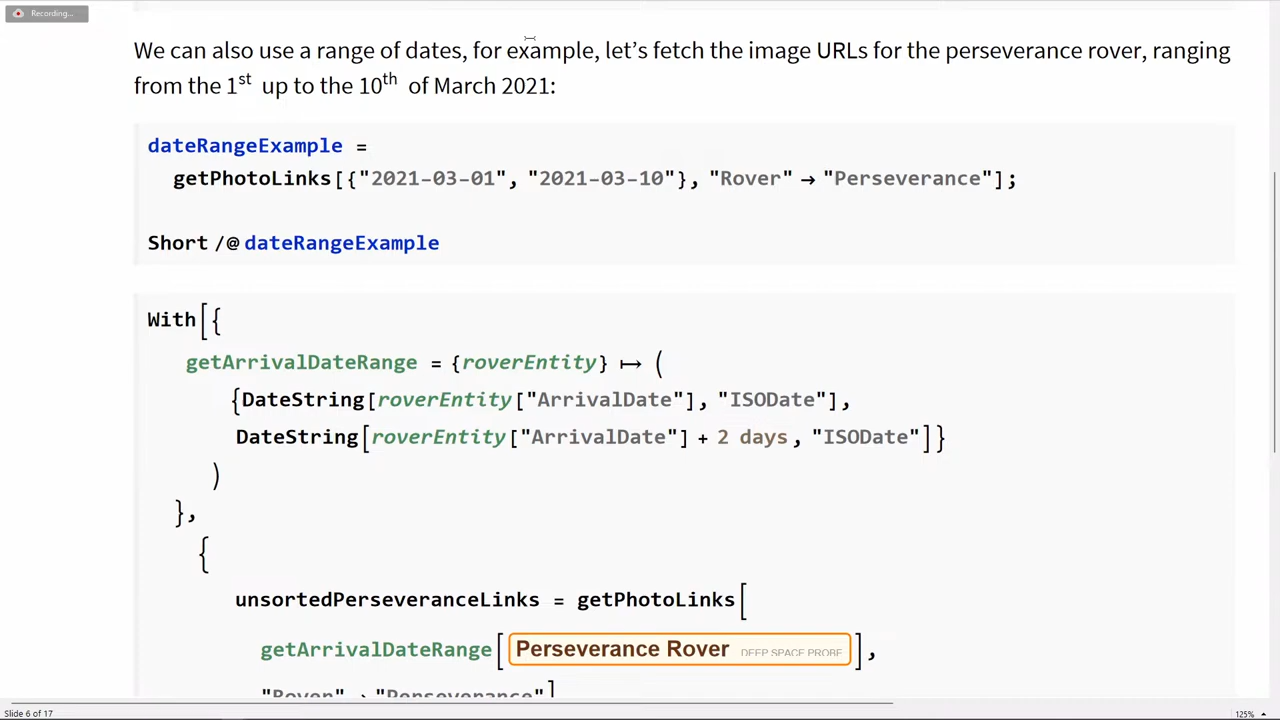 Recording...
We can also use a range of dates, for example, let's fetch the image URLs for the perseverance rover, ranging
from the 1st up to the 10th of March 2021:
dateRangeExample =
getPhotoLinks[{"2021-03-01", "2021-03-10"}, "Rover" → "Perseverance"];
Short /@ dateRangeExample
With[{
getArrivalDateRange = {roverEntity} ↦ (
{DateString[roverEntity["ArrivalDate"], "ISODate"],
DateString[roverEntity["ArrivalDate"] + 2 days, "ISODate"]}
)
},
{
unsortedPerseveranceLinks = getPhotoLinks[
getArrivalDateRange[Perseverance Rover DEEP SPACE PROBE],
"Rover" → "Perseverance"]
Slide 6 of 17
125%